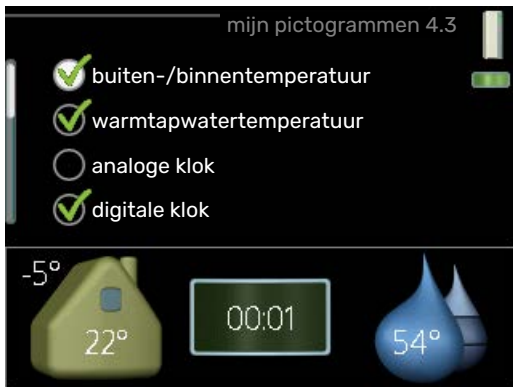 mijn pictogrammen 4.3
buiten-/binnentemperatuur
warmtapwatertemperatuur
analoge klok
digitale klok
-5°
22°
00:01
54°